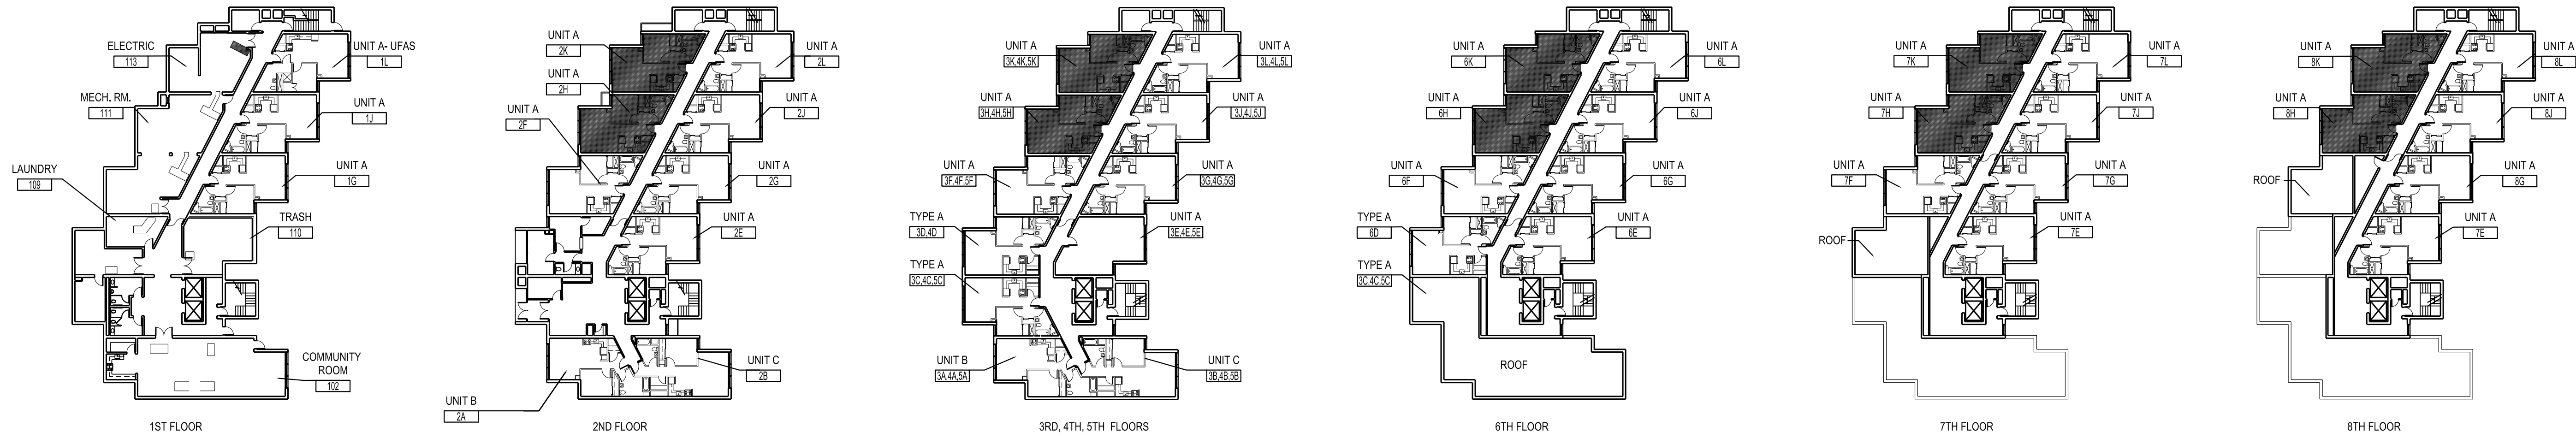 ELECTRIC
113
UNIT A- UFAS
1L
MECH. RM.
111
UNIT A
1J
LAUNDRY
109
UNIT A
1G
TRASH
110
COMMUNITY
ROOM
102
1ST FLOOR
UNIT A
2K
UNIT A
2L
UNIT A
2H
UNIT A
2F
UNIT A
2J
UNIT A
2G
UNIT A
2E
UNIT C
2B
UNIT B
2A
2ND FLOOR
UNIT A
3K,4K,5K
UNIT A
3L,4L,5L
UNIT A
3H,4H,5H
UNIT A
3J,4J,5J
UNIT A
3F,4F,5F
UNIT A
3G,4G,5G
TYPE A
3D,4D
UNIT A
3E,4E,5E
TYPE A
3C,4C,5C
UNIT B
3A,4A,5A
UNIT C
3B,4B,5B
3RD, 4TH, 5TH FLOORS
UNIT A
6K
UNIT A
6L
UNIT A
6H
UNIT A
6J
UNIT A
6F
UNIT A
6G
TYPE A
6D
UNIT A
6E
TYPE A
3C,4C,5C
ROOF
6TH FLOOR
UNIT A
7K
UNIT A
7L
UNIT A
7H
UNIT A
7J
UNIT A
7F
UNIT A
7G
ROOF
UNIT A
7E
7TH FLOOR
UNIT A
8K
UNIT A
8L
UNIT A
8H
UNIT A
8J
ROOF
UNIT A
8G
UNIT A
7E
8TH FLOOR